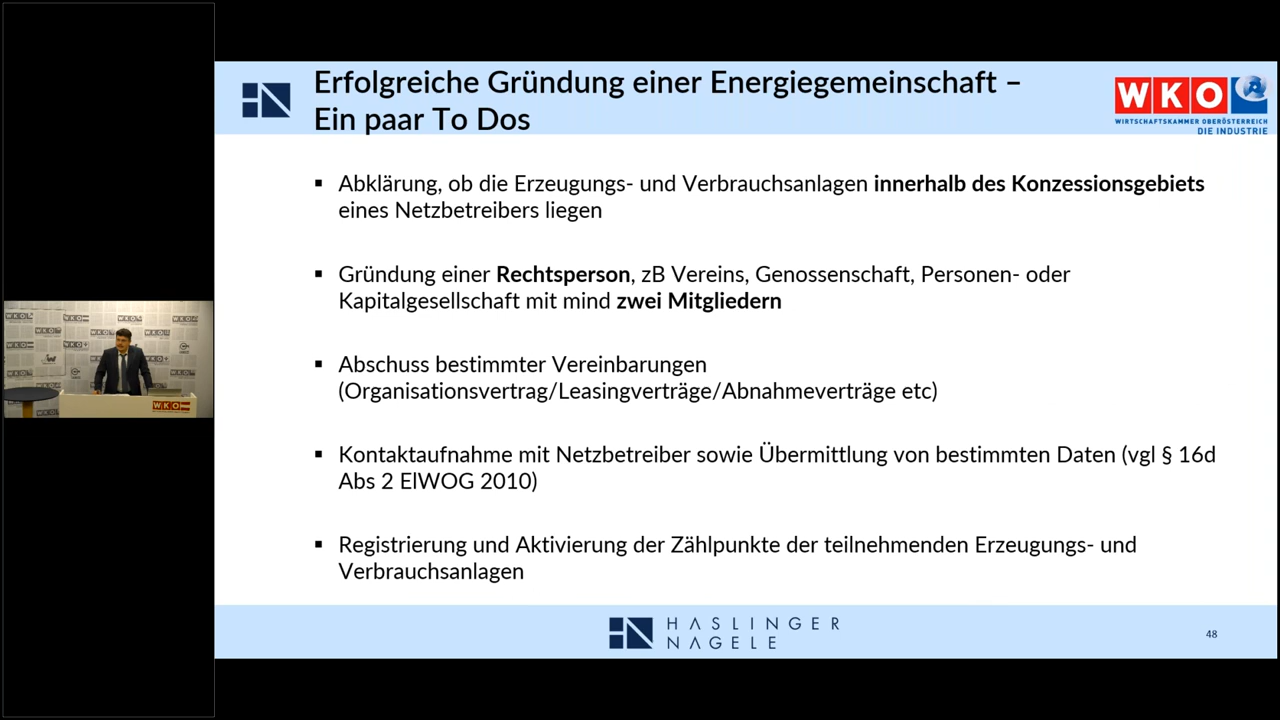 Erfolgreiche Gründung einer Energiegemeinschaft –
Ein paar To Dos
WKO
WIRTSCHAFTSKAMMER OBERÖSTERREICH
DIE INDUSTRIE
▪ Abklärung, ob die Erzeugungs- und Verbrauchsanlagen innerhalb des Konzessionsgebiets
eines Netzbetreibers liegen
▪ Gründung einer Rechtsperson, zB Vereins, Genossenschaft, Personen- oder
Kapitalgesellschaft mit mind zwei Mitgliedern
▪ Abschuss bestimmter Vereinbarungen
(Organisationsvertrag/Leasingverträge/Abnahmeverträge etc)
▪ Kontaktaufnahme mit Netzbetreiber sowie Übermittlung von bestimmten Daten (vgl § 16d
Abs 2 ElWOG 2010)
▪ Registrierung und Aktivierung der Zählpunkte der teilnehmenden Erzeugungs- und
Verbrauchsanlagen
WKO
HASLINGER
NAGELE
48